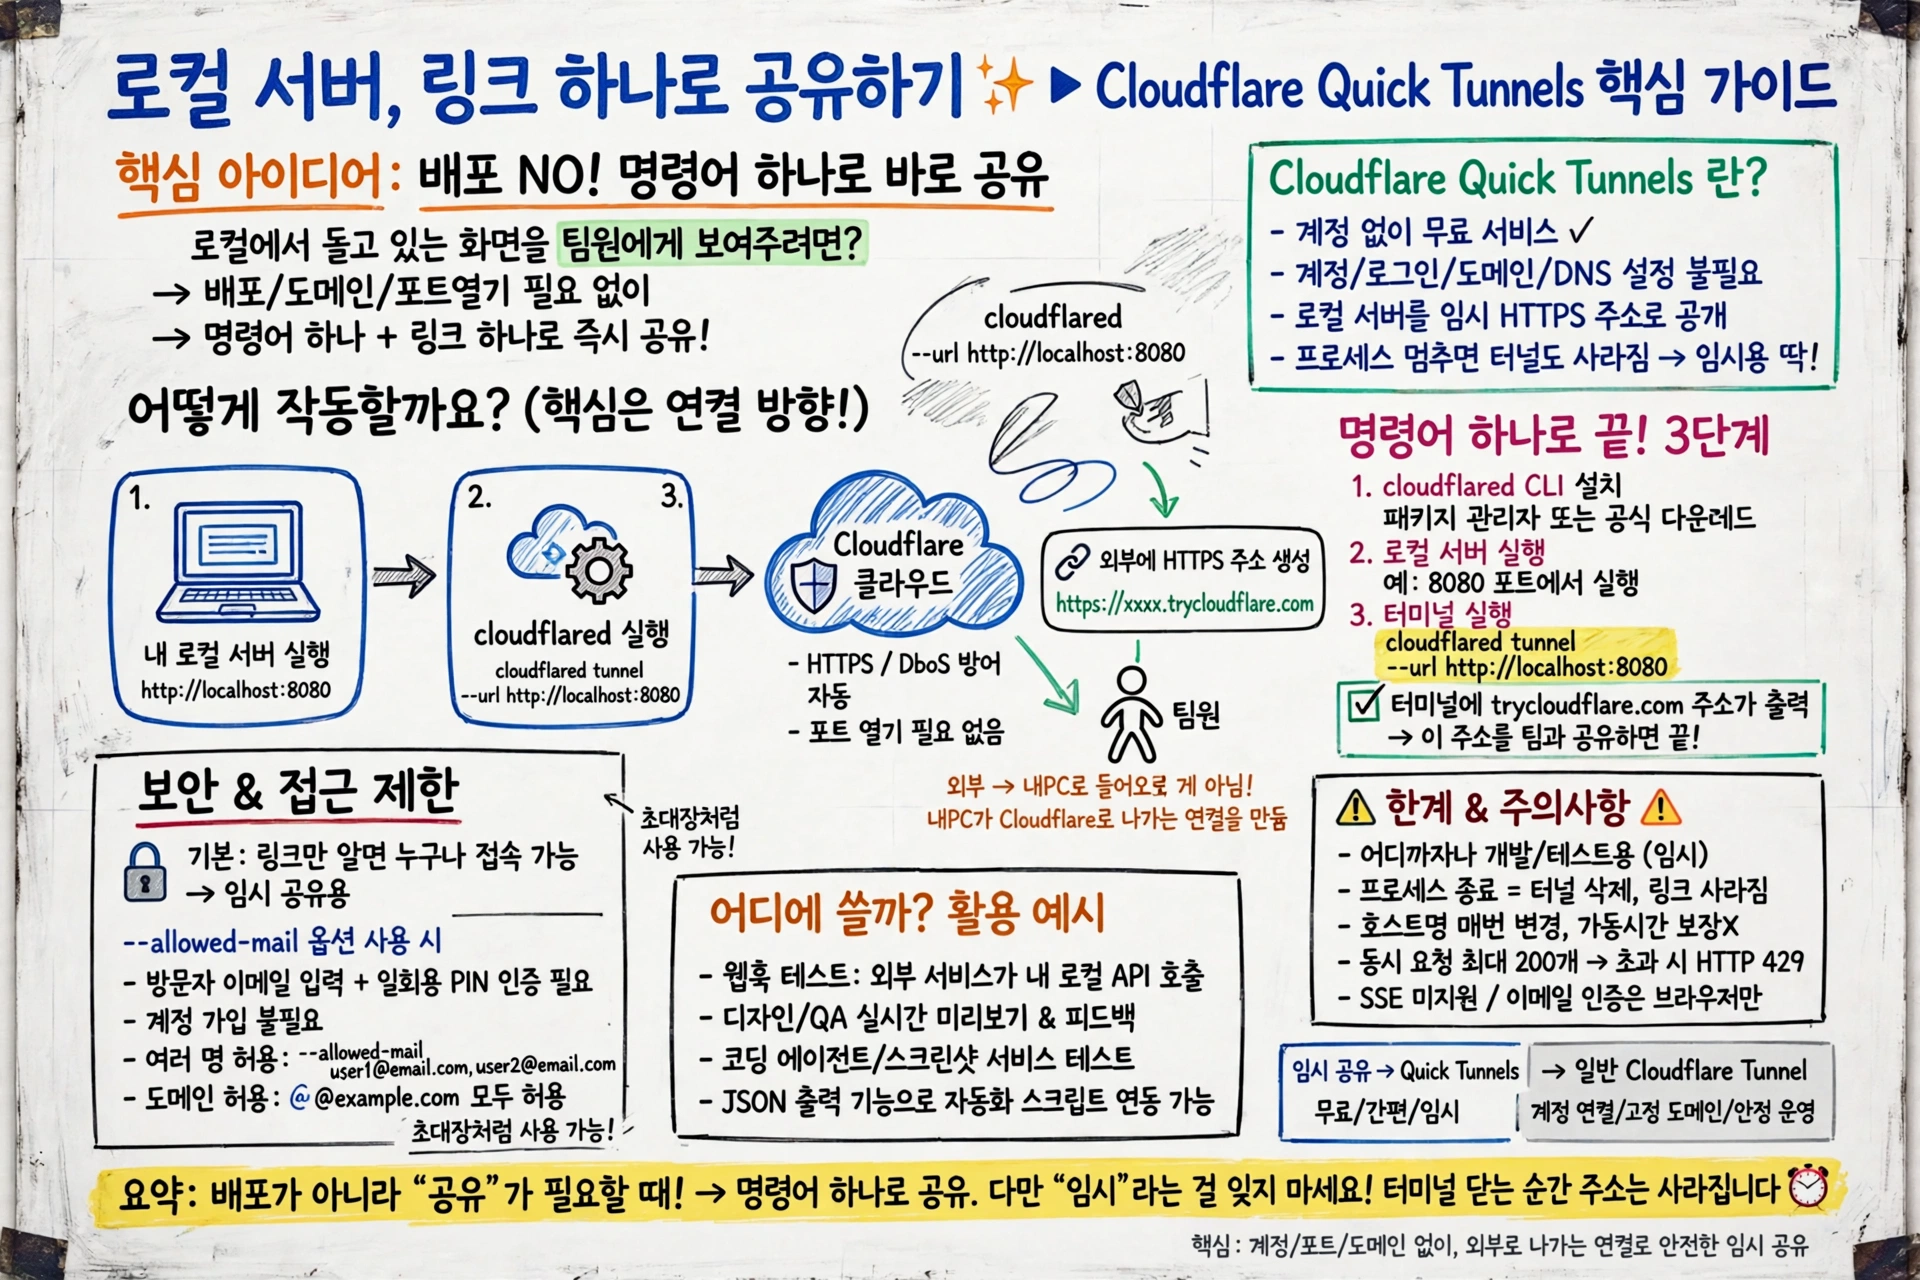 로컬 서버, 링크 하나로 공유하기 ▶ Cloudflare Quick Tunnels 핵심 가이드
핵심 아이디어: 배포 NO! 명령어 하나로 바로 공유
로컬에서 돌고 있는 화면을 팀원에게 보여주려면?
→ 배포/도메인/포트열기 필요 없이
→ 명령어 하나 + 링크 하나로 즉시 공유!
Cloudflare Quick Tunnels 란?
- 계정 없이 무료 서비스 ✓
- 계정/로그인/도메인/DNS 설정 불필요
- 로컬 서버를 임시 HTTPS 주소로 공개
- 프로세스 멈추면 터널도 사라짐 → 임시용 딱!
cloudflared
--url http://localhost:8080
어떻게 작동할까요? (핵심은 연결 방향!)
1.
내 로컬 서버 실행
http://localhost:8080
2.
3.
cloudflared 실행
cloudflared tunnel
--url http://localhost:8080
Cloudflare
클라우드
- HTTPS / DboS 방어
자동
- 포트 열기 필요 없음
외부에 HTTPS 주소 생성
https://xxxx.trycloudflare.com
팀원
외부 → 내PC로 들어오로 게 아님!
내PC가 Cloudflare로 나가는 연결을 만듦
명령어 하나로 끝! 3단계
1. cloudflared CLI 설치
패키지 관리자 또는 공식 다운레드
2. 로컬 서버 실행
예: 8080 포트에서 실행
3. 터미널 실행
cloudflared tunnel
--url http://localhost:8080
터미널에 trycloudflare.com 주소가 출력
→ 이 주소를 팀과 공유하면 끝!
보안 & 접근 제한
초대장처럼
사용 가능!
기본: 링크만 알면 누구나 접속 가능
→ 임시 공유용
--allowed-mail 옵션 사용 시
- 방문자 이메일 입력 + 일회용 PIN 인증 필요
- 계정 가입 불필요
- 여러 명 허용: --allowed-mail
user1@email.com, user2@email.com
- 도메인 허용: @ @example.com 모두 허용
초대장처럼 사용 가능!
어디에 쓸까? 활용 예시
- 웹훅 테스트: 외부 서비스가 내 로컬 API 호출
- 디자인/QA 실시간 미리보기 & 피드백
- 코딩 에이전트/스크린샷 서비스 테스트
- JSON 출력 기능으로 자동화 스크립트 연동 가능
한계 & 주의사항
- 어디까자나 개발/테스트용 (임시)
- 프로세스 종료 = 터널 삭제, 링크 사라짐
- 호스트명 매번 변경, 가동시간 보장X
- 동시 요청 최대 200개 → 초과 시 HTTP 429
- SSE 미지원 / 이메일 인증은 브라우저만
임시 공유 → Quick Tunnels
무료/간편/임시
→ 일반 Cloudflare Tunnel
계정 연결/고정 도메인/안정 운영
요약: 배포가 아니라 “공유”가 필요할 때! → 명령어 하나로 공유. 다만 “임시”라는 걸 잊지 마세요! 터미널 닫는 순간 주소는 사라집니다
핵심: 계정/포트/도메인 없이, 외부로 나가는 연결로 안전한 임시 공유